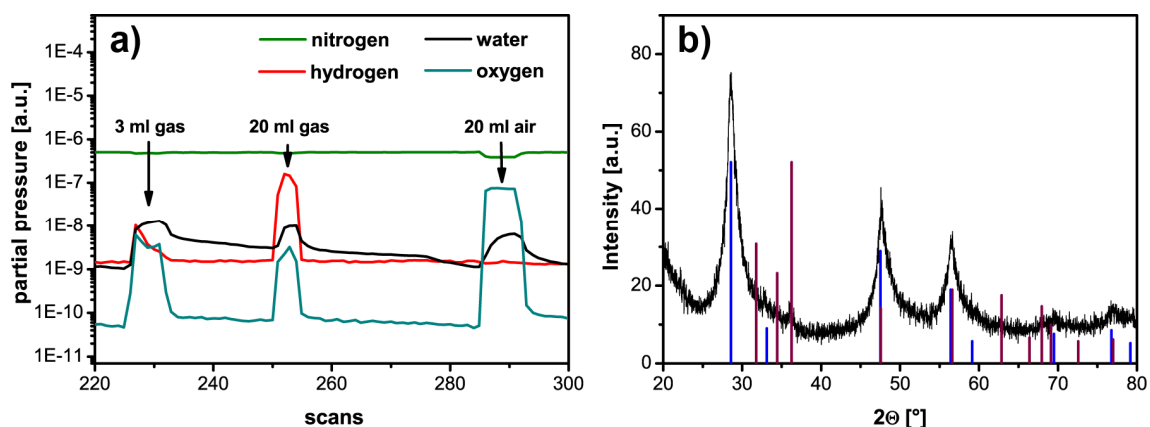 a)
nitrogen
water
hydrogen
oxygen
3 ml gas
20 ml gas
20 ml air
1E-4
1E-5
1E-6
1E-7
1E-8
1E-9
1E-10
1E-11
partial pressure [a.u.]
220
240
260
280
300
scans
b)
80
60
40
20
0
Intensity [a.u.]
20
30
40
50
60
70
80
2Θ [°]